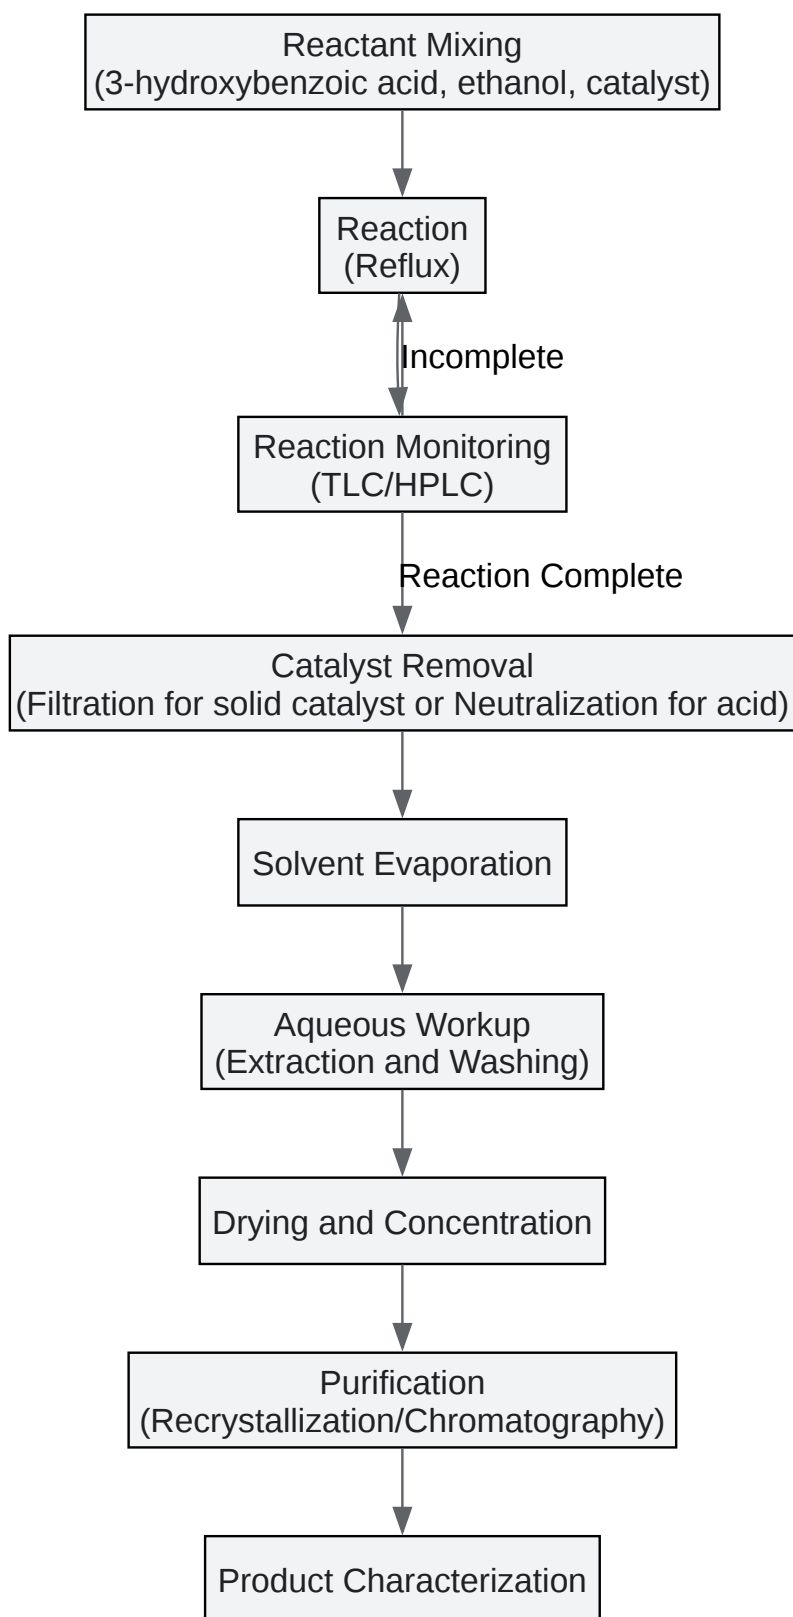 Reactant Mixing
(3-hydroxybenzoic acid, ethanol, catalyst)
Reaction
(Reflux)
Incomplete
Reaction Monitoring
(TLC/HPLC)
Reaction Complete
Catalyst Removal
(Filtration for solid catalyst or Neutralization for acid)
Solvent Evaporation
Aqueous Workup
(Extraction and Washing)
Drying and Concentration
Purification
(Recrystallization/Chromatography)
Product Characterization